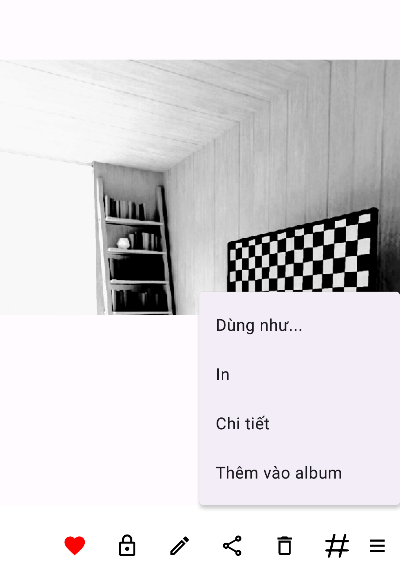 Dùng như...
In
Chi tiết
Thêm vào album